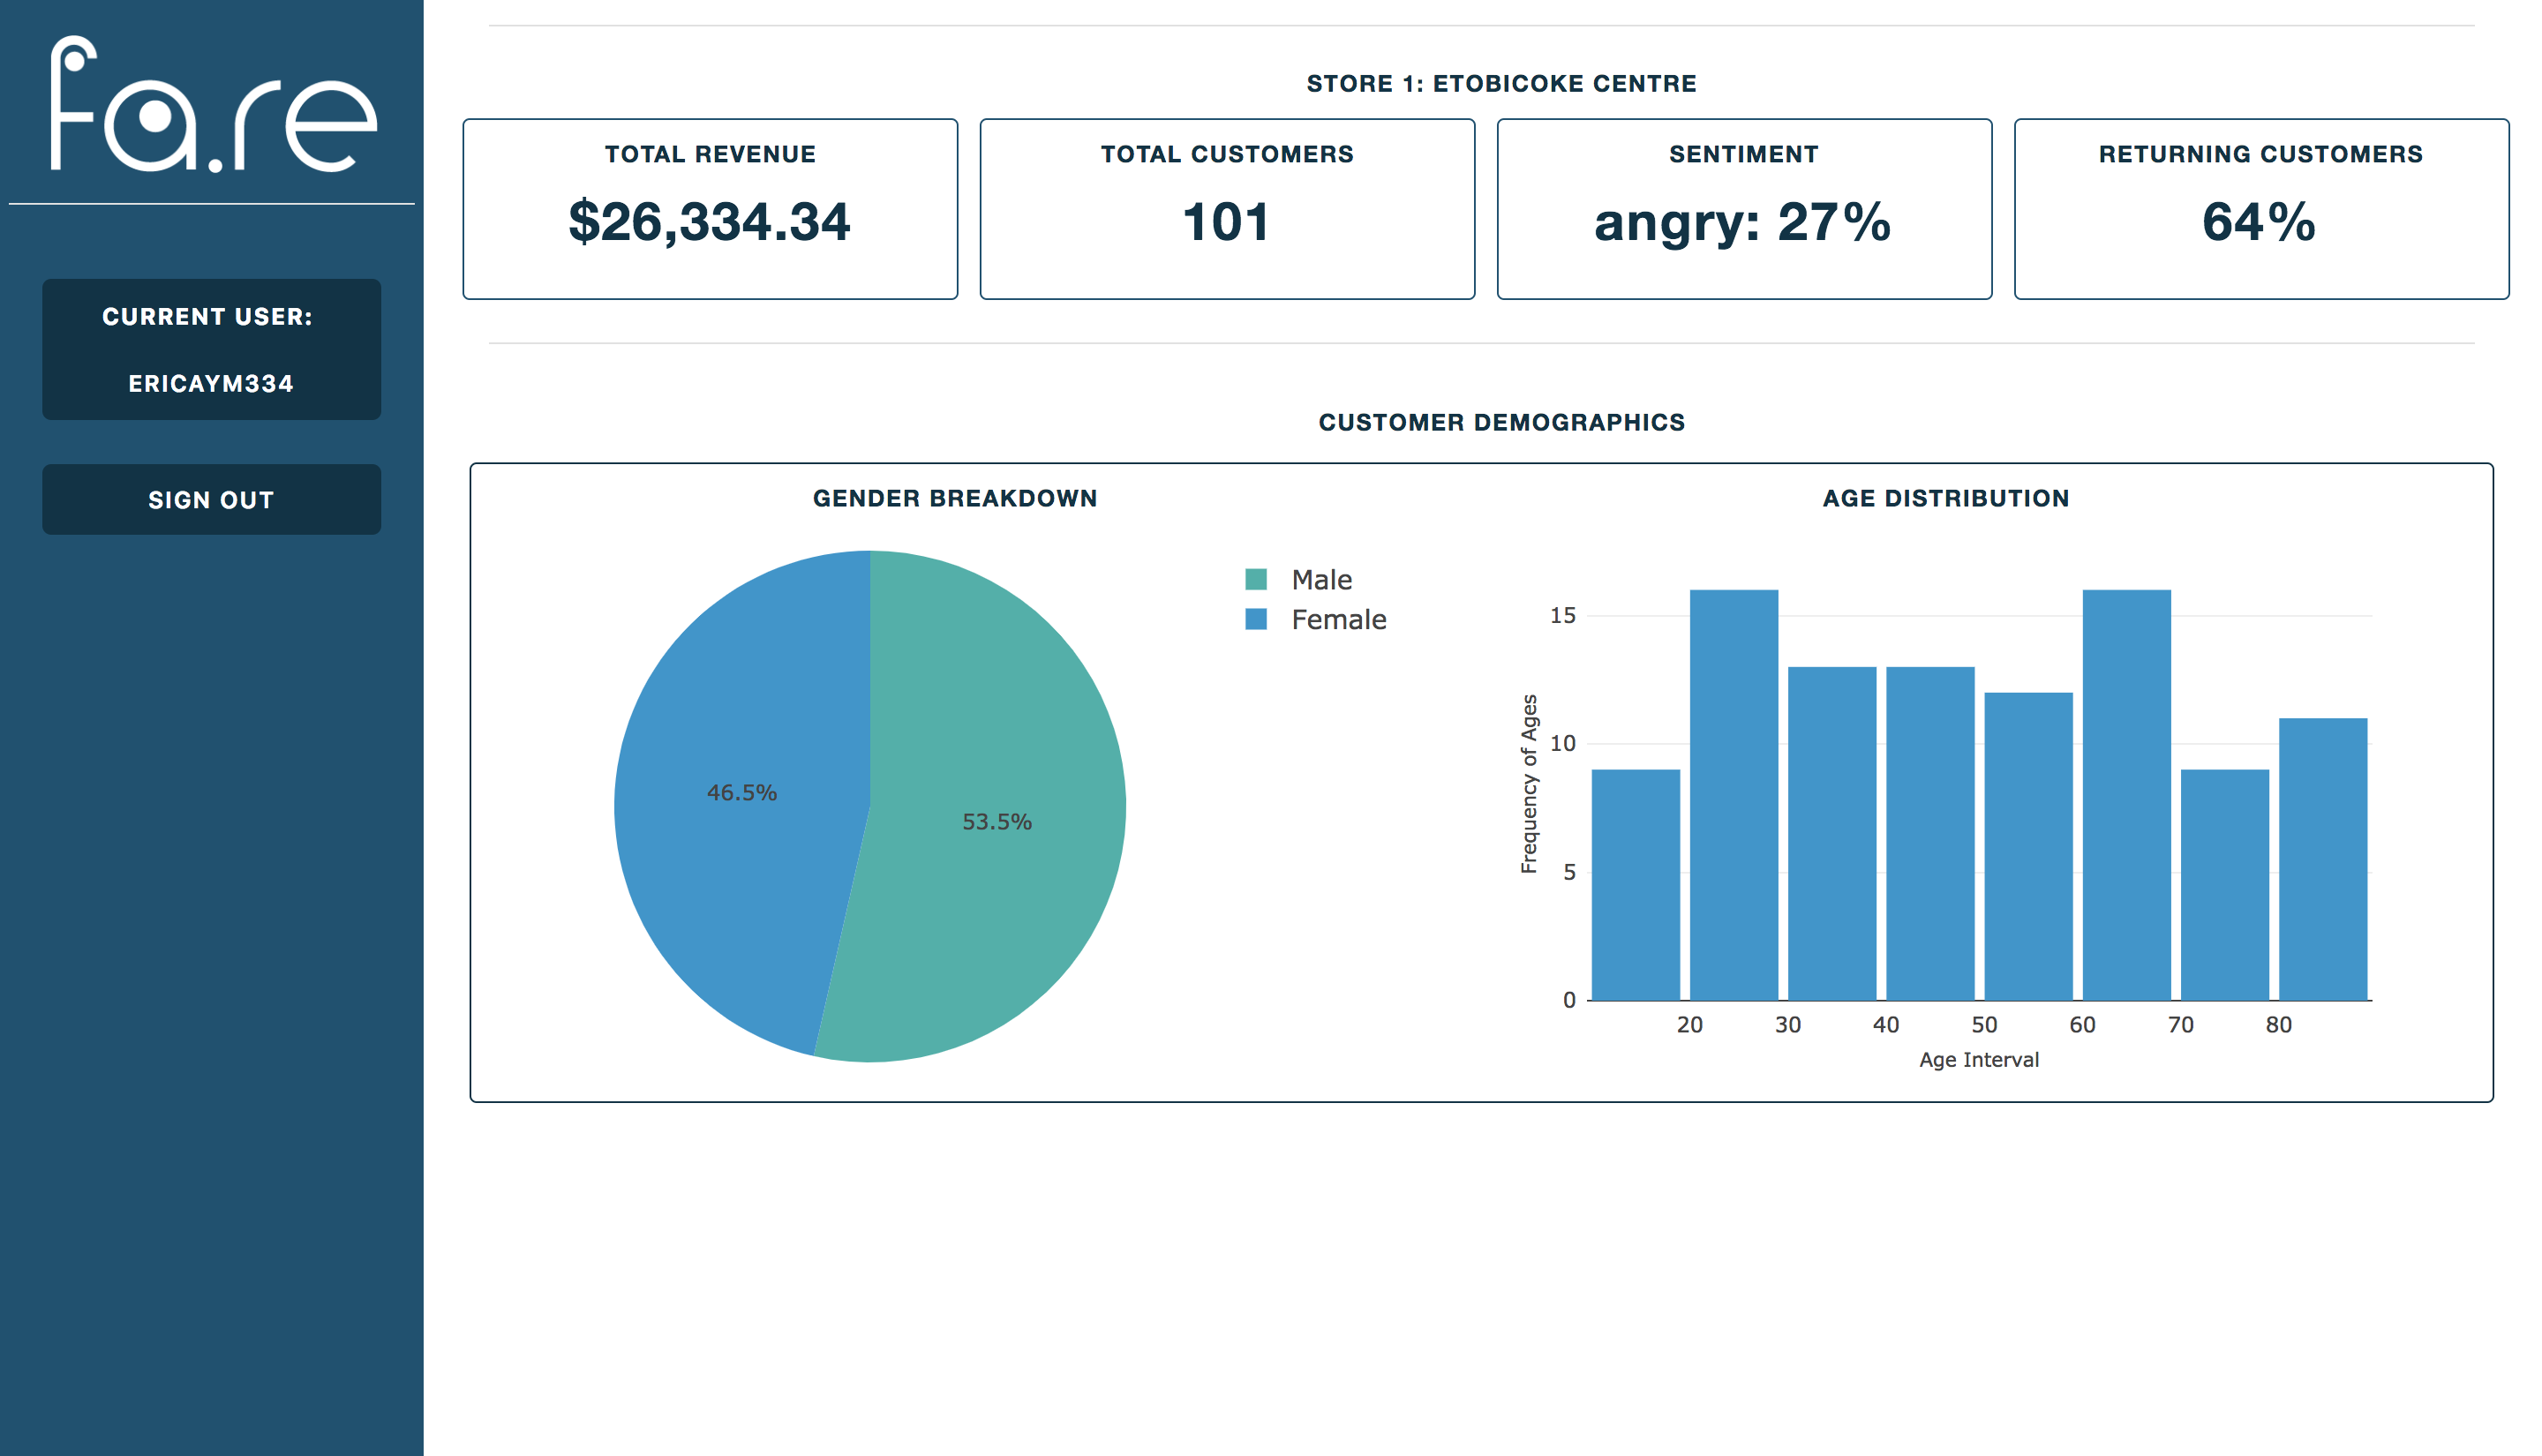 fa.re
CURRENT USER:
ERICAYM334
SIGN OUT
STORE 1: ETOBICOKE CENTRE
TOTAL REVENUE
$26,334.34
TOTAL CUSTOMERS
101
SENTIMENT
angry: 27%
RETURNING CUSTOMERS
64%
CUSTOMER DEMOGRAPHICS
GENDER BREAKDOWN
46.5%
53.5%
Male
Female
AGE DISTRIBUTION
Frequency of Ages
15
10
5
0
20 30 40 50 60 70 80
Age Interval